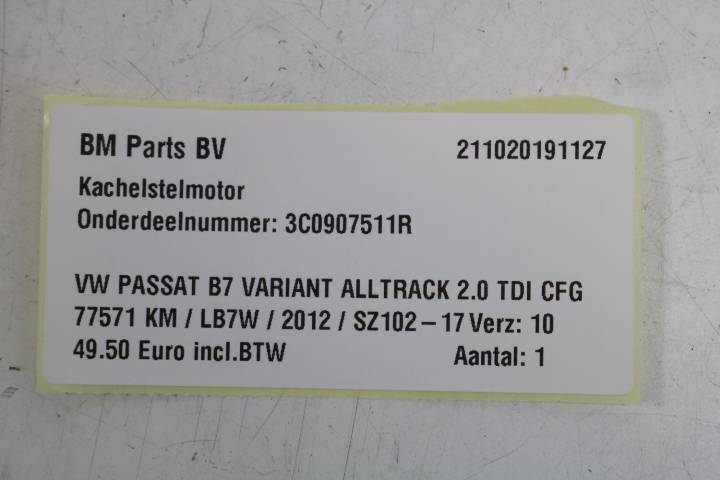 BM Parts BV 211020191127
Kachelstelmotor
Onderdeelnummer: 3C0907511R
VW PASSAT B7 VARIANT ALLTRACK 2.0 TDI CFG
77571 KM / LB7W / 2012 / SZ102-17 Verz: 10
49.50 Euro incl.BTW Aantal: 1